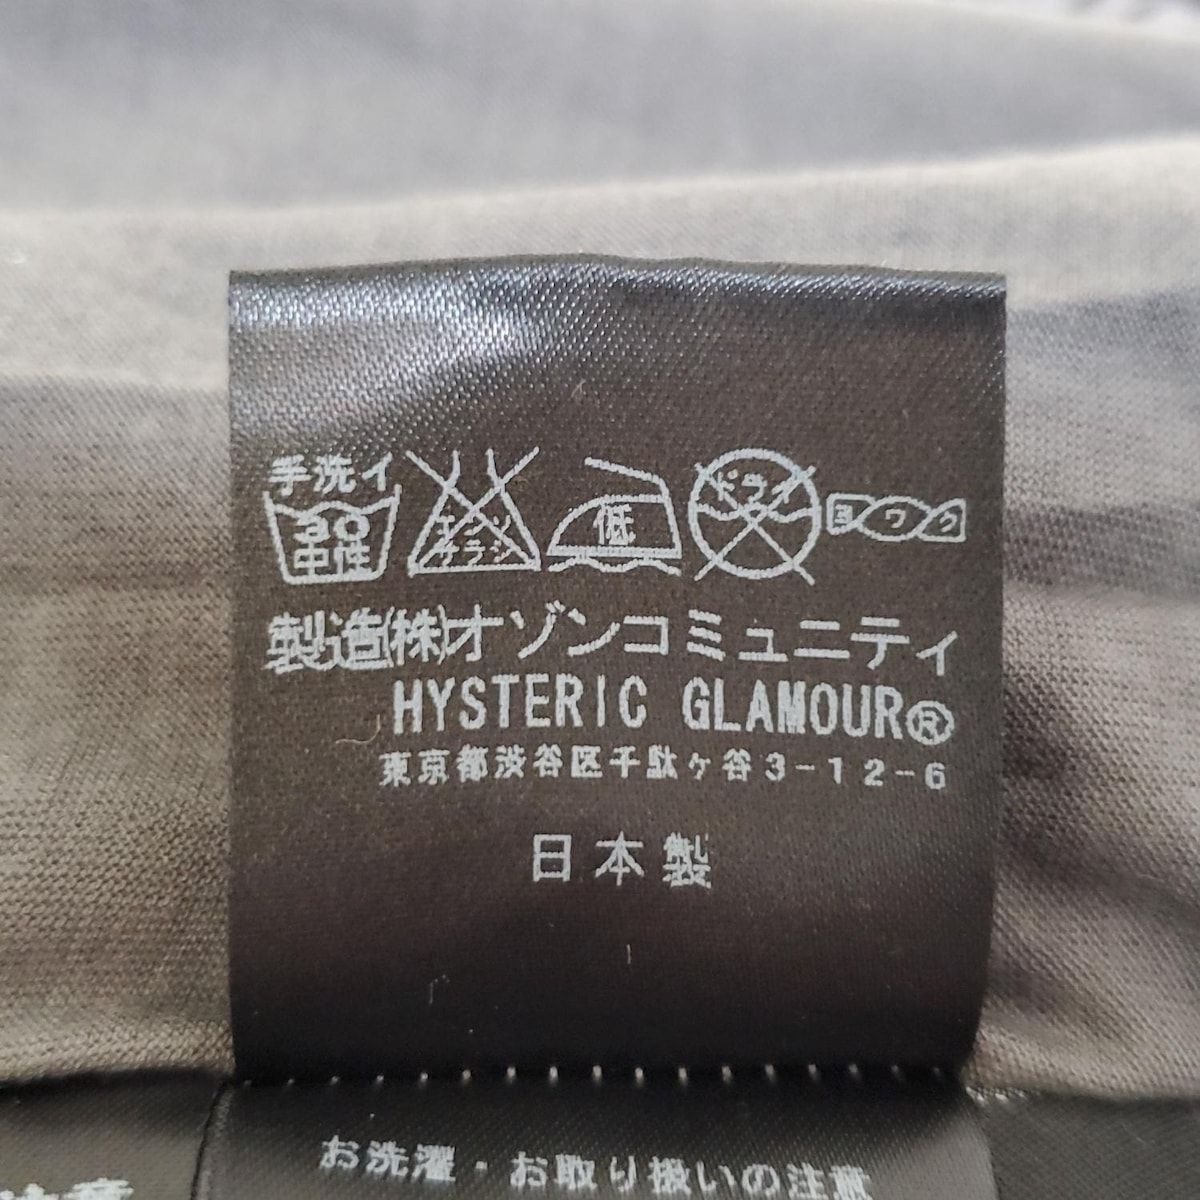 手洗イ
30
中性
エンソ
サラシ
低
ドライ
ヨワク
製造(株)オゾンコミュニティ
HYSTERIC GLAMOUR®
東京都渋谷区千駄ヶ谷3-12-6
日本製
お洗濯・お取り扱いの注意
注意